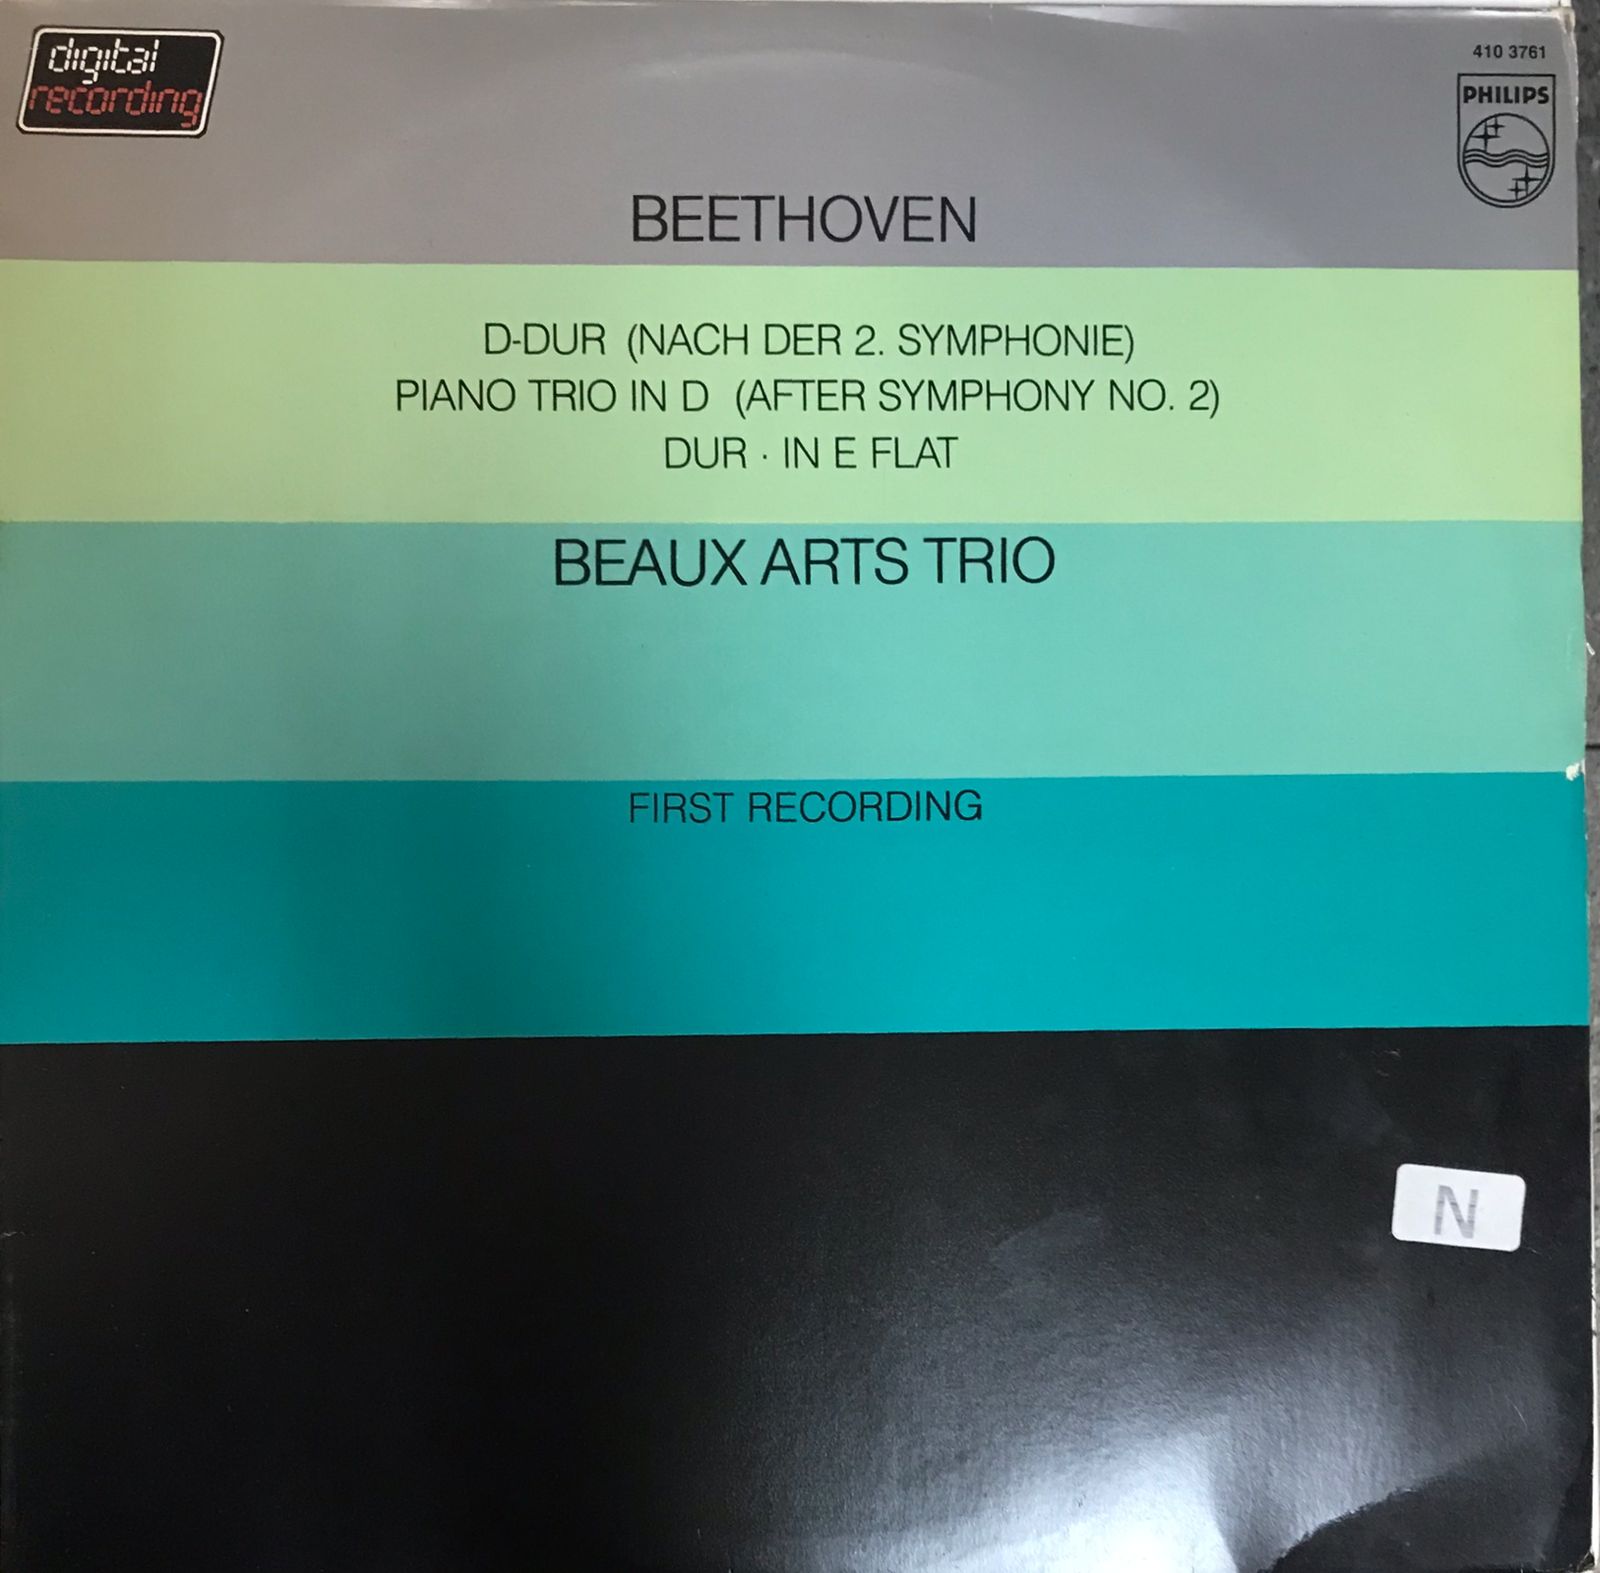 digital
recording
410 3761
PHILIPS
BEETHOVEN
D-DUR (NACH DER 2. SYMPHONIE)
PIANO TRIO IN D (AFTER SYMPHONY NO. 2)
DUR · IN E FLAT
BEAUX ARTS TRIO
FIRST RECORDING
N